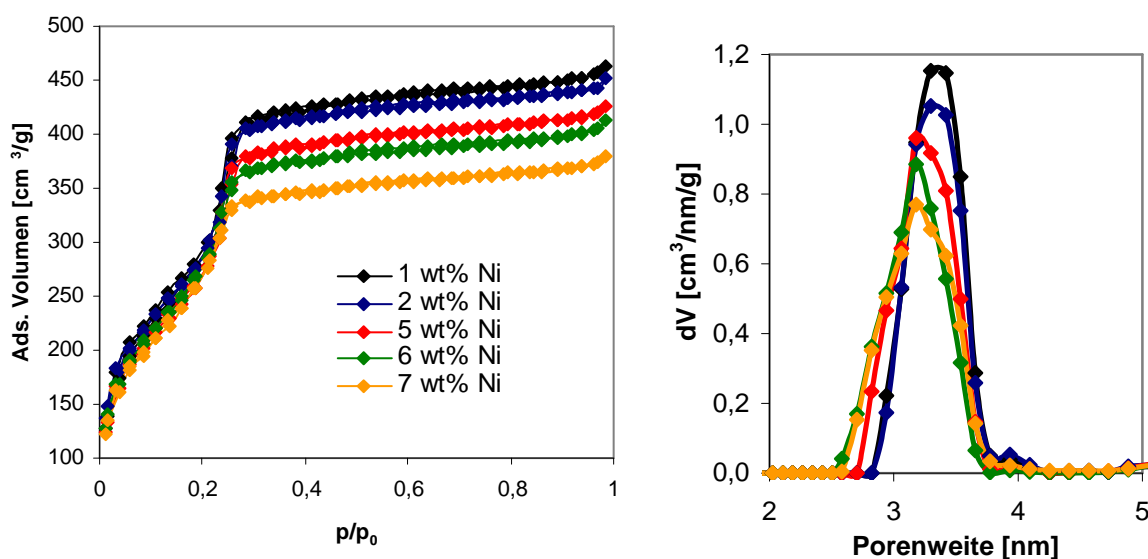 500
450
400
350
300
250
200
150
100
0
0,2
0,4
0,6
0,8
1
Ads. Volumen [cm ³/g]
p/p₀
1 wt% Ni
2 wt% Ni
5 wt% Ni
6 wt% Ni
7 wt% Ni
1,2
1,0
0,8
0,6
0,4
0,2
0,0
2
3
4
5
dV [cm³/nm/g]
Porenweite [nm]